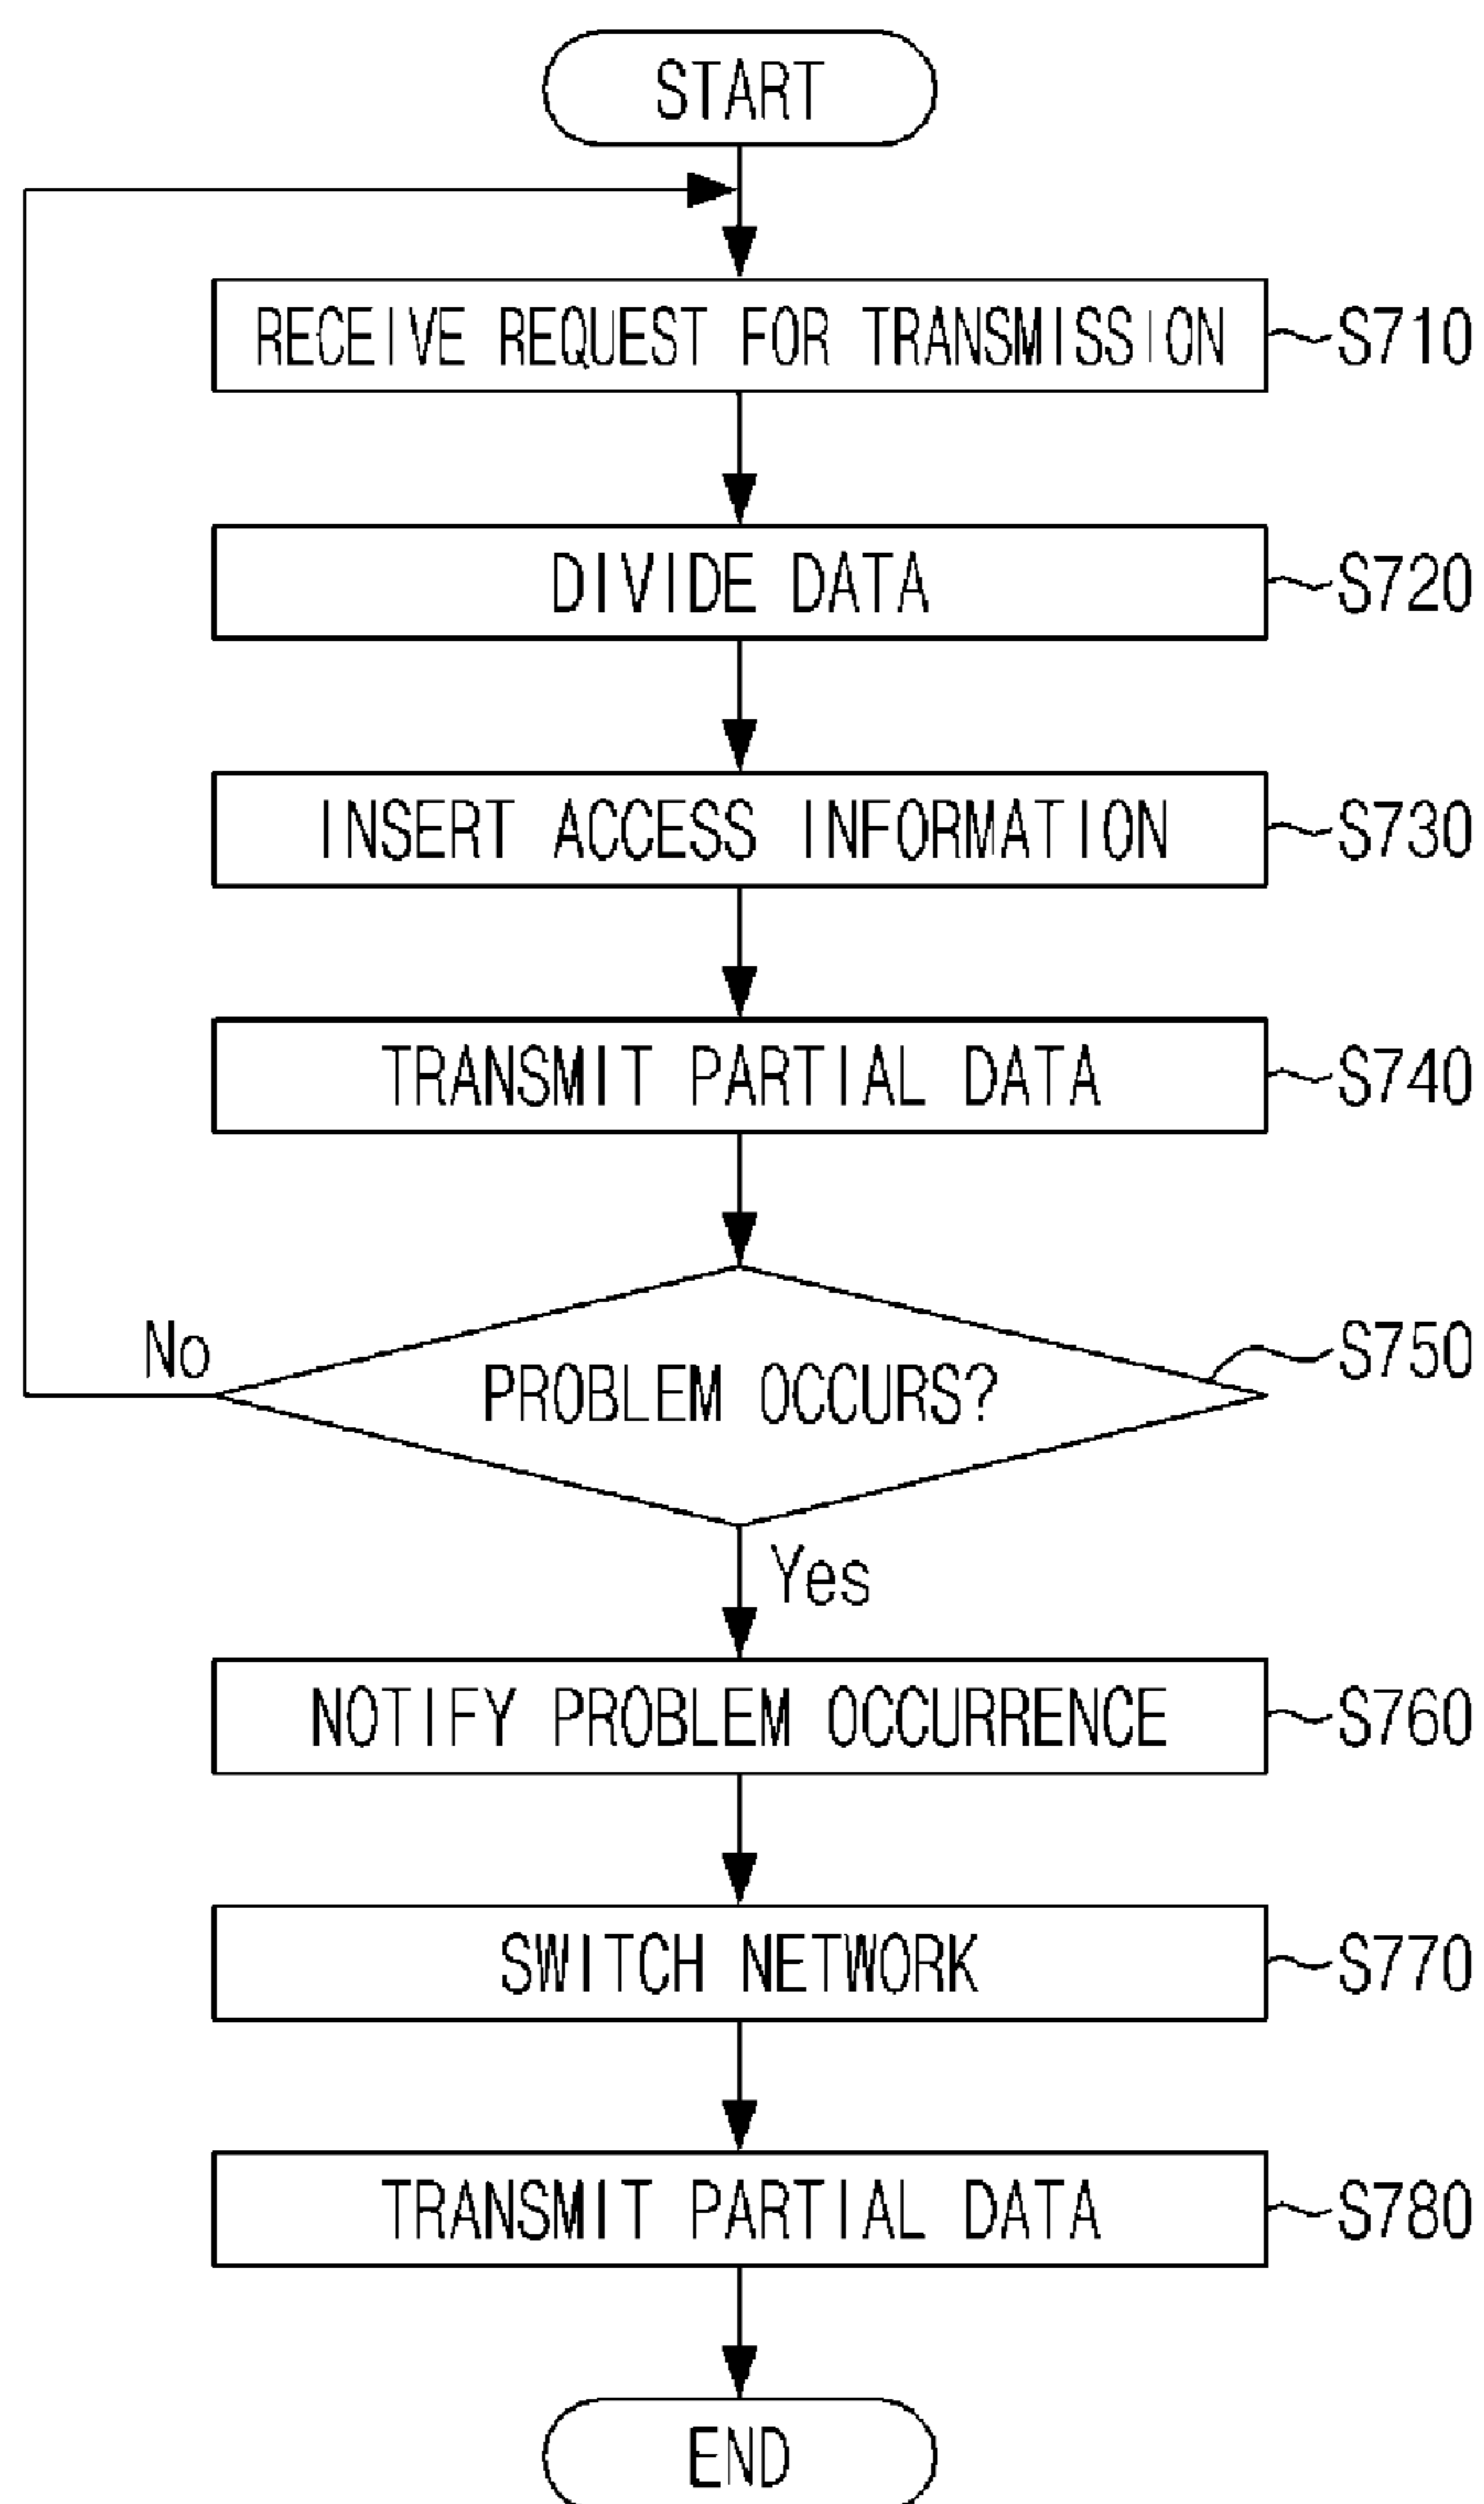 START
RECEIVE REQUEST FOR TRANSMISSION
S710
DIVIDE DATA
S720
INSERT ACCESS INFORMATION
S730
TRANSMIT PARTIAL DATA
S740
No
PROBLEM OCCURS?
S750
Yes
NOTIFY PROBLEM OCCURRENCE
S760
SWITCH NETWORK
S770
TRANSMIT PARTIAL DATA
S780
END